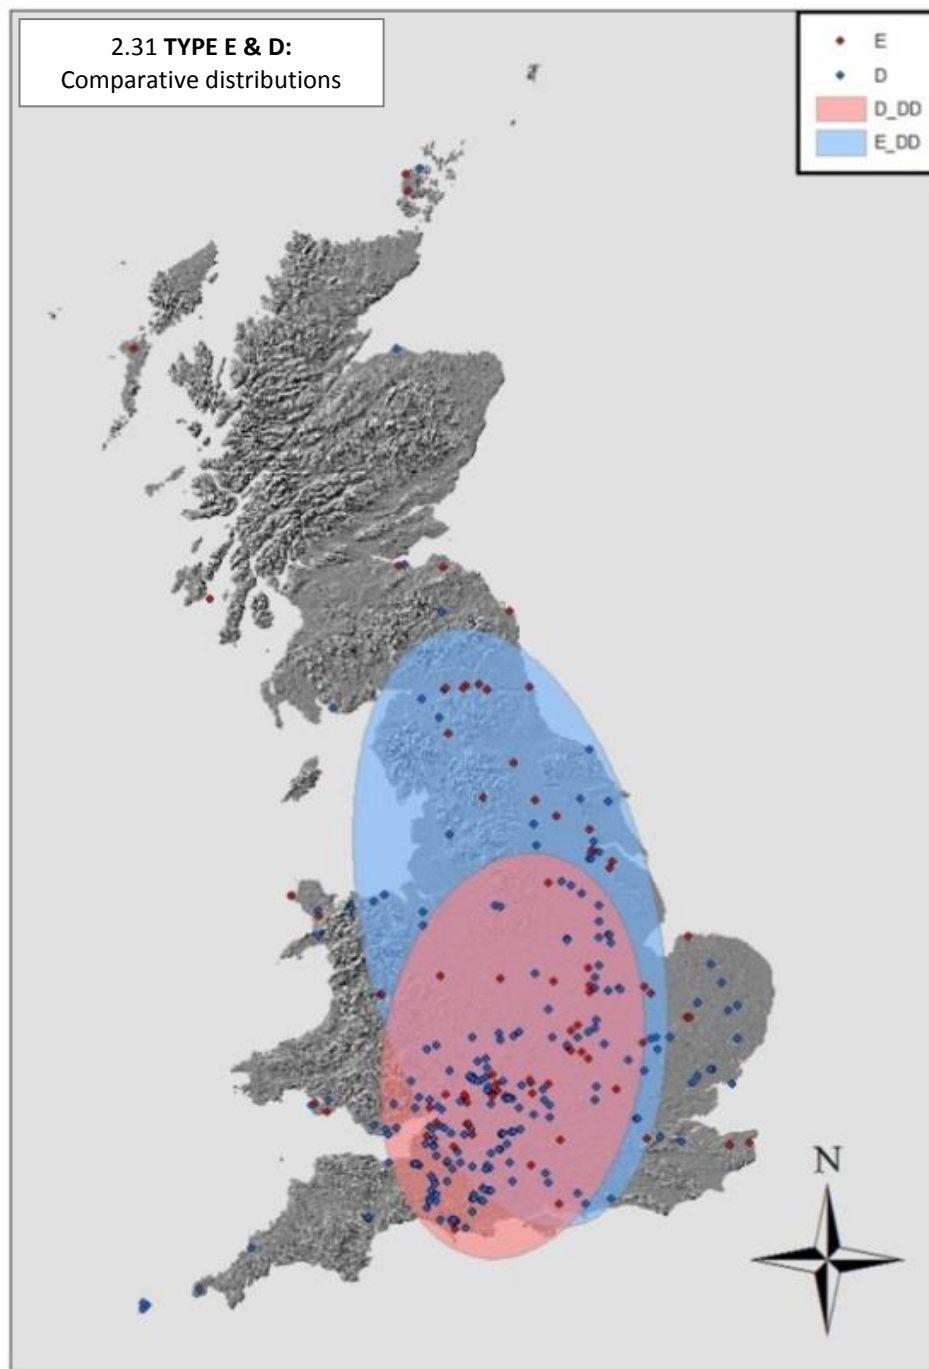 2.31 TYPE E & D:
Comparative distributions
E
D
D_DD
E_DD
N